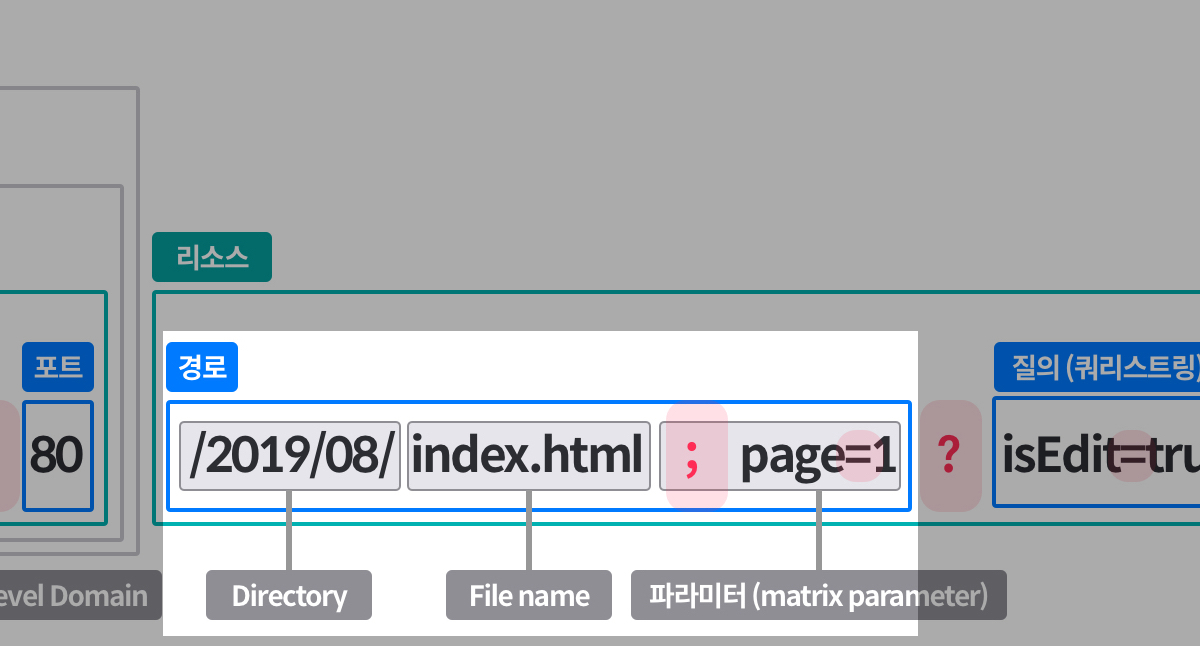 리소스
포트
경로
질의 (쿼리스트링)
80
/2019/08/
index.html
; page=1
?
isEdit=tru
evel Domain
Directory
File name
파라미터 (matrix parameter)